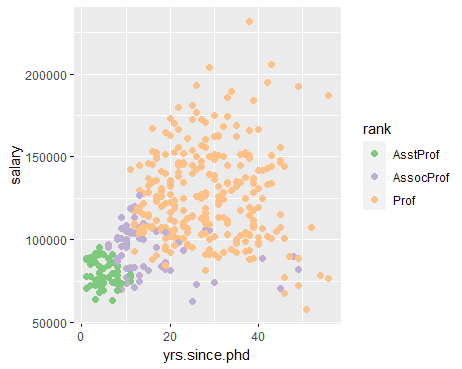 200000
150000
100000
50000
salary
0
20
40
yrs.since.phd
rank
AsstProf
AssocProf
Prof